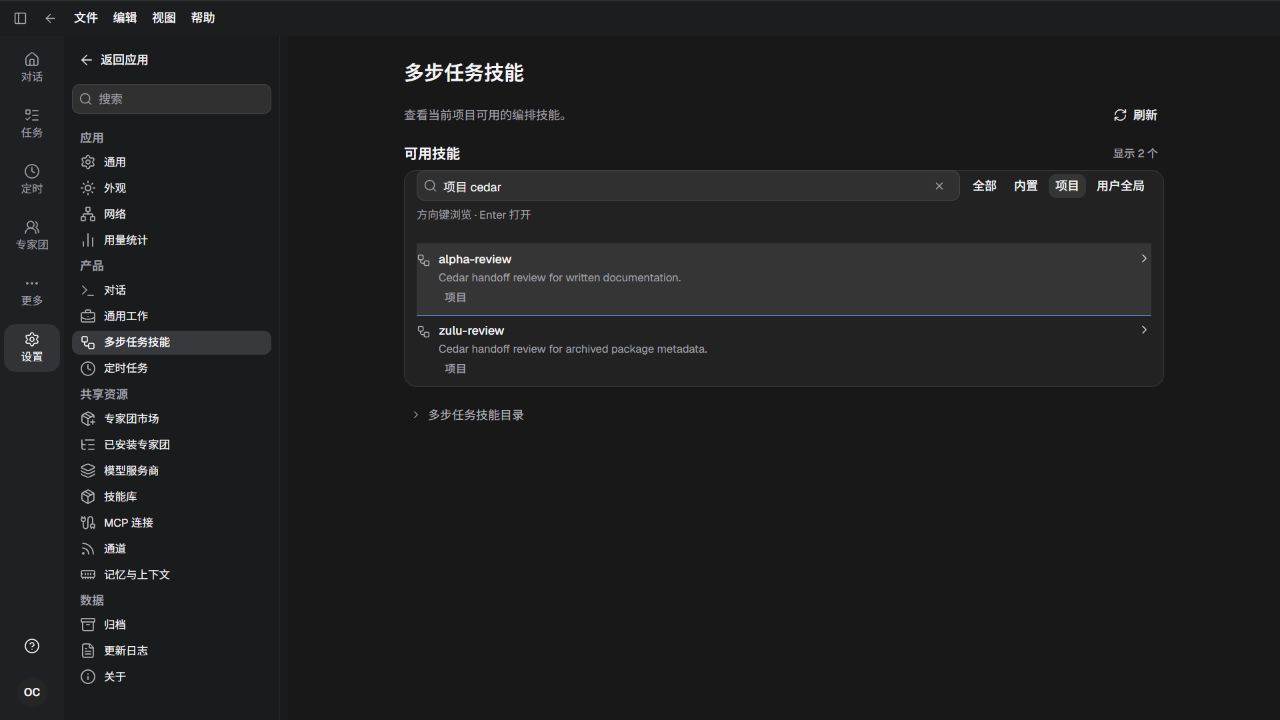 文件 编辑 视图 帮助
对话
任务
定时
专家团
更多
设置
OC
返回应用
搜索
应用
通用
外观
网络
用量统计
产品
对话
通用工作
多步任务技能
定时任务
共享资源
专家团市场
已安装专家团
模型服务商
技能库
MCP 连接
通道
记忆与上下文
数据
归档
更新日志
关于
多步任务技能
查看当前项目可用的编排技能。
刷新
可用技能
显示 2 个
项目 cedar
全部 内置 项目 用户全局
方向键浏览 · Enter 打开
alpha-review
Cedar handoff review for written documentation.
项目
zulu-review
Cedar handoff review for archived package metadata.
项目
多步任务技能目录